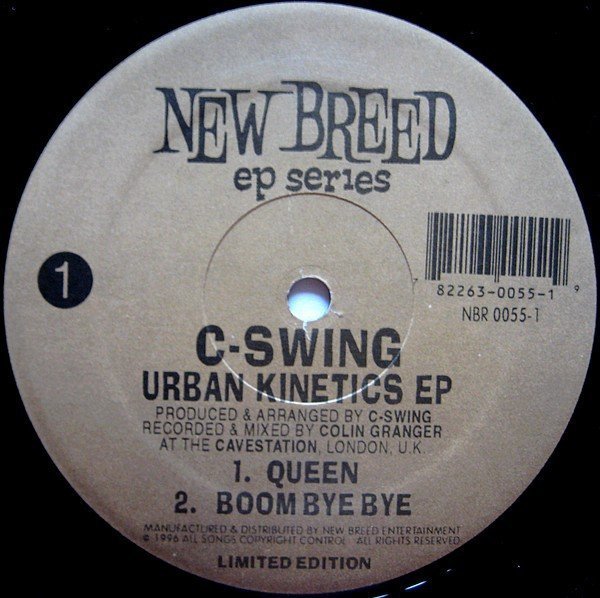 NEW BREED
ep series
1
7 82263-0055-1 9
NBR 0055-1
C-SWING
URBAN KINETICS EP
PRODUCED & ARRANGED BY C-SWING
RECORDED & MIXED BY COLIN GRANGER
AT THE CAVESTATION, LONDON, U.K.
1. QUEEN
2. BOOM BYE BYE
MANUFACTURED & DISTRIBUTED BY NEW BREED ENTERTAINMENT
© 1996 ALL SONGS COPYRIGHT CONTROL ALL RIGHTS RESERVED
LIMITED EDITION